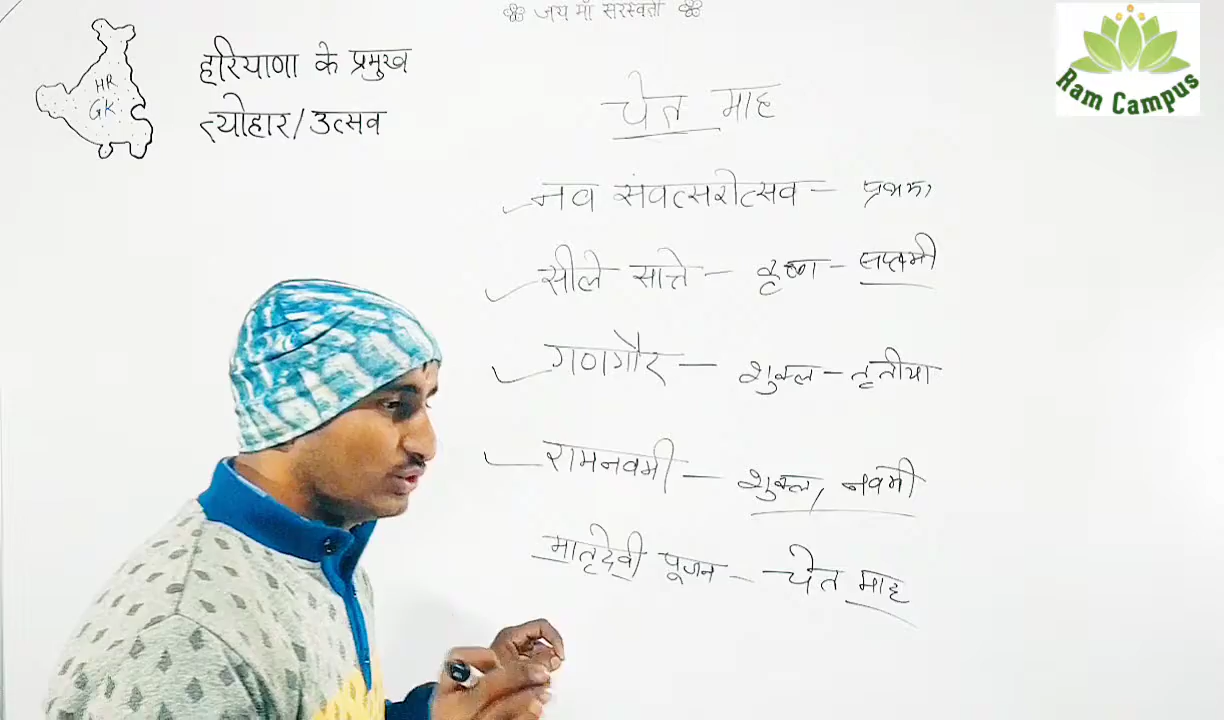 जय माँ सरस्वती
HR
GK
हरियाणा के प्रमुख
त्योहार/उत्सव
Ram Campus
चेत माह
नव संवत्सरोत्सव - प्रथमा
सीले सात्ते - कृष्ण - सप्तमी
गणगौर - शुक्ल - तृतीया
रामनवमी - शुक्ल, नवमी
मातृदेवी पूजन - चेत माह